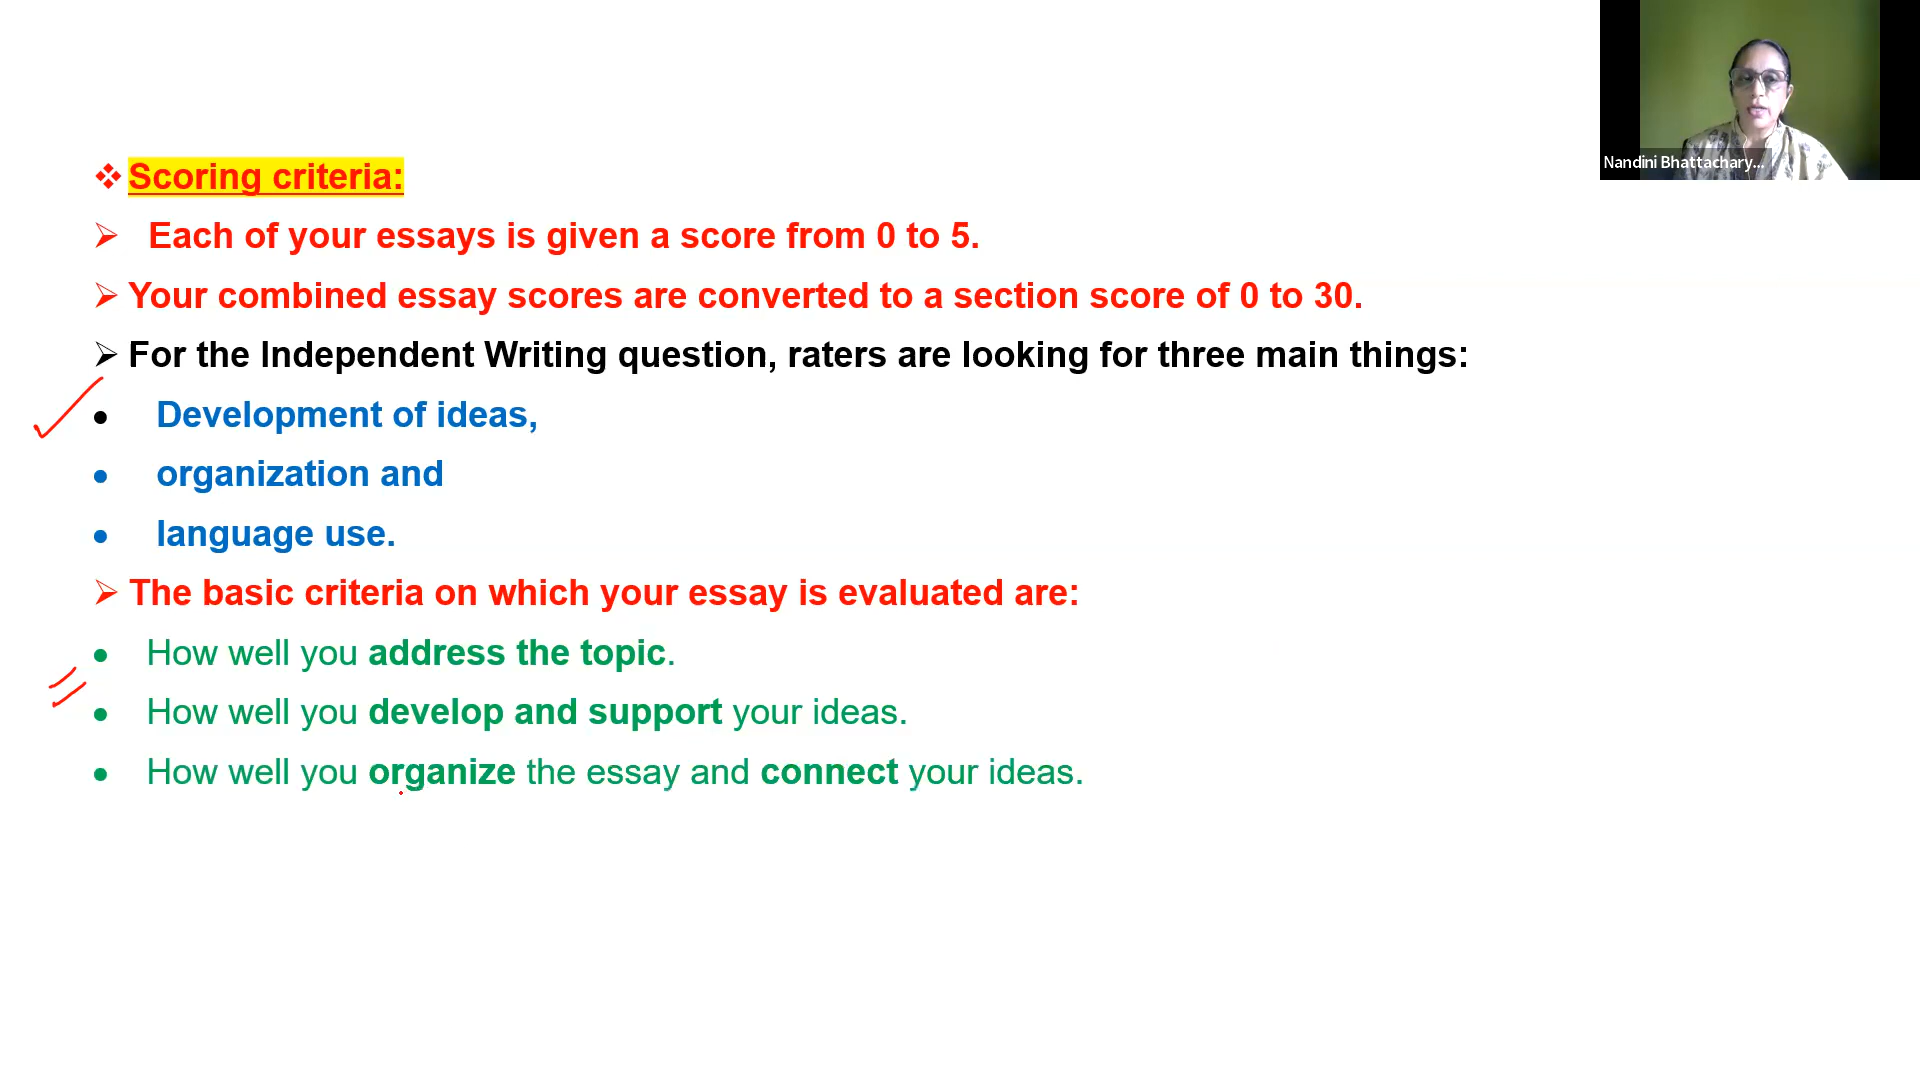 Scoring criteria:
Each of your essays is given a score from 0 to 5.
Your combined essay scores are converted to a section score of 0 to 30.
For the Independent Writing question, raters are looking for three main things:
Development of ideas,
organization and
language use.
The basic criteria on which your essay is evaluated are:
How well you address the topic.
How well you develop and support your ideas.
How well you organize the essay and connect your ideas.
Nandini Bhattachary...